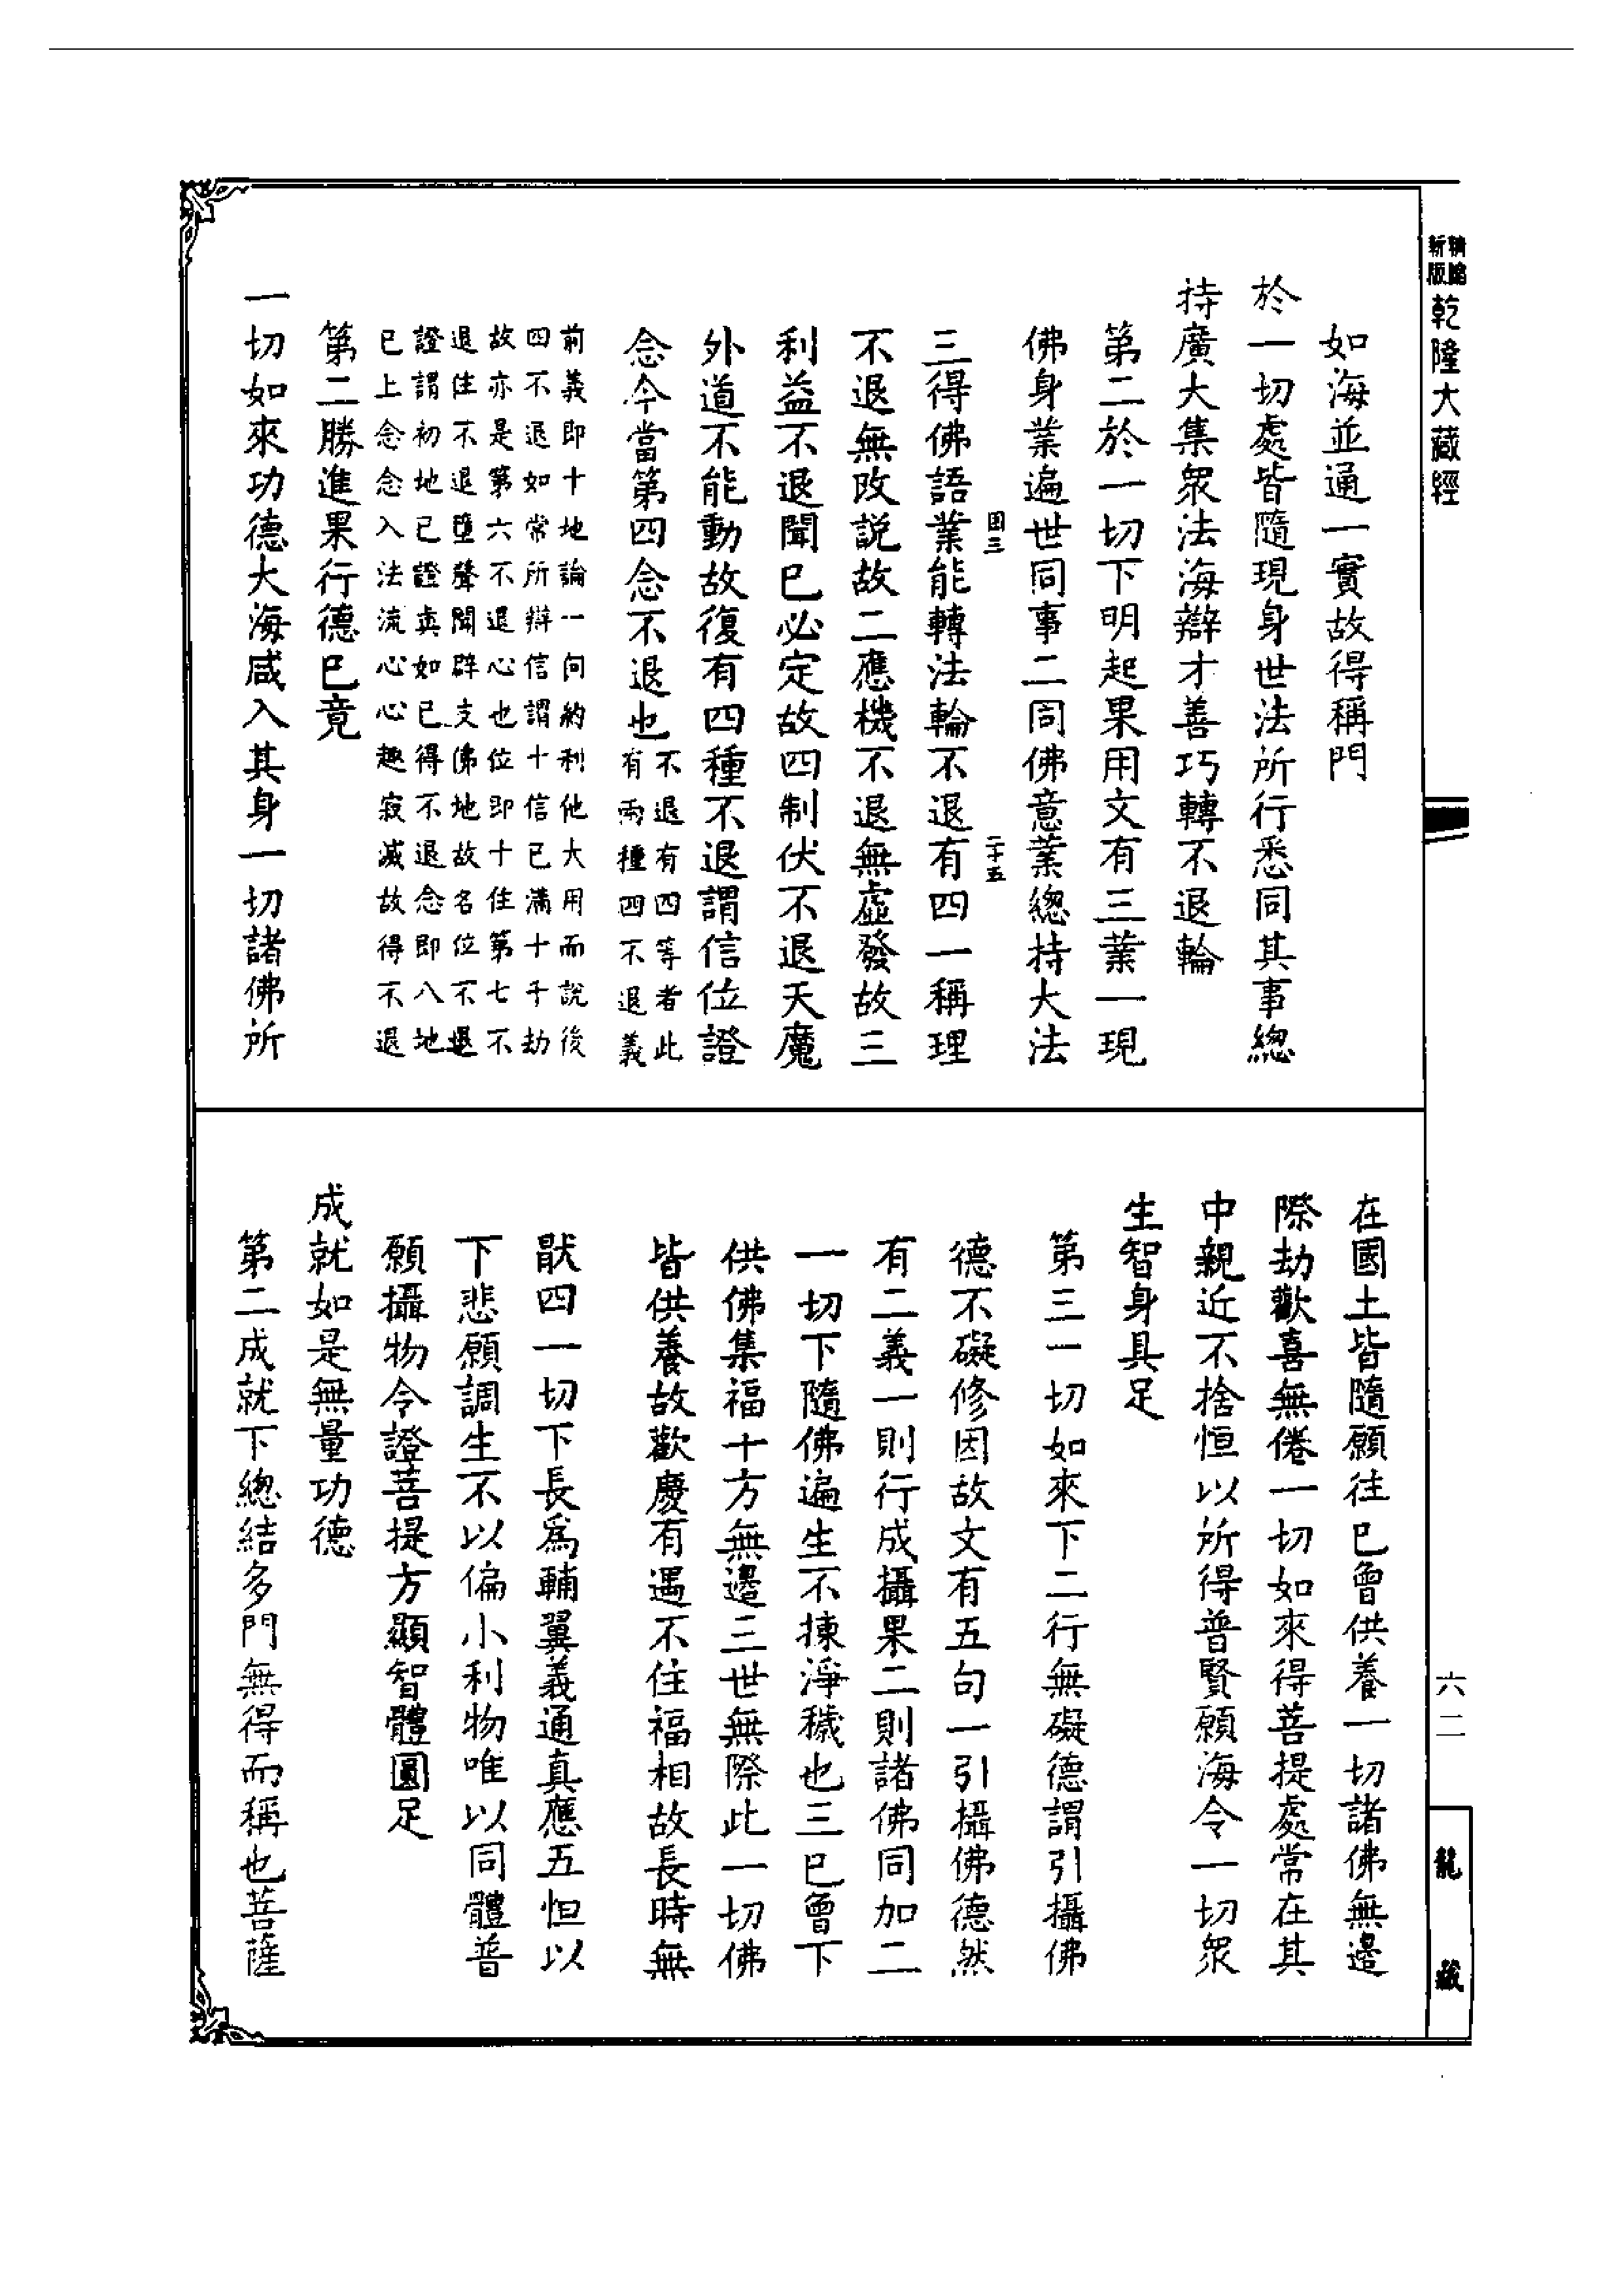 新版
精縮
乾隆大藏經
如海並通一實故得稱門
於一切處皆隨現身世法所行悉同其事總
持廣大集衆法海辯才善巧轉不退輪
第二於一切下明起果用文有三業一現
佛身業遍世同事二同佛意業總持大法
三得佛語業能轉法輪不退有四一稱理
不退無改說故二應機不退無虛發故三
利益不退聞已必定故四制伏不退天魔
外道不能動故復有四種不退謂信位證
念今當第四念不退也
不退有四等者此
有兩種四不退義
前義即十地論一向約利他大用而說後
四不退如常所辯信謂十信已滿十千劫
故亦是第六不退心也位即十住第七不
退住不退墮聲聞辟支佛地故名位不退
證謂初地已證真如已得不退念即八地
已上念念入法流心心趣寂滅故得不退
第二勝進果行德已竟
一切如來功德大海咸入其身一切諸佛所
二十五
在國土皆隨願往已曾供養一切諸佛無邊
際劫歡喜無倦一切如來得菩提處常在其
中親近不捨恒以所得普賢願海令一切衆
生智身具足
第三一切如來下二行無礙德謂引攝佛
德不礙修因故文有五句一引攝佛德然
有二義一則行成攝果二則諸佛同加二
一切下隨佛遍生不揀淨穢也三已曾下
供佛集福十方無邊三世無際此一切佛
皆供養故歡慶有遇不住福相故長時無
猒四一切下長爲輔翼義通真應五恒以
下悲願調生不以偏小利物唯以同體普
願攝物令證菩提方顯智體圓足
成就如是無量功德
第二成就下總結多門無得而稱也菩薩
六二
龍藏